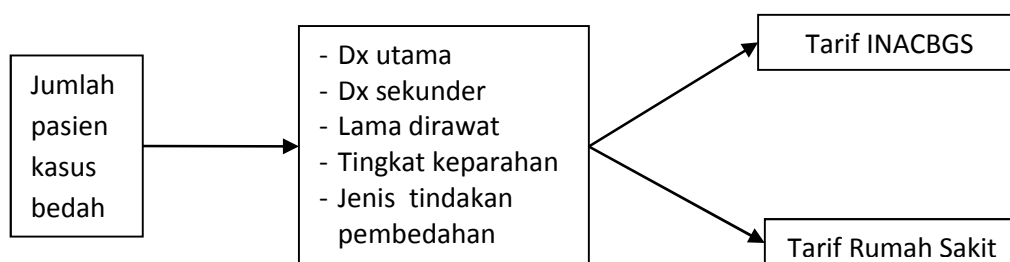 Jumlah
pasien
kasus
bedah
- Dx utama
- Dx sekunder
- Lama dirawat
- Tingkat keparahan
- Jenis tindakan
pembedahan
Tarif INACBGS
Tarif Rumah Sakit